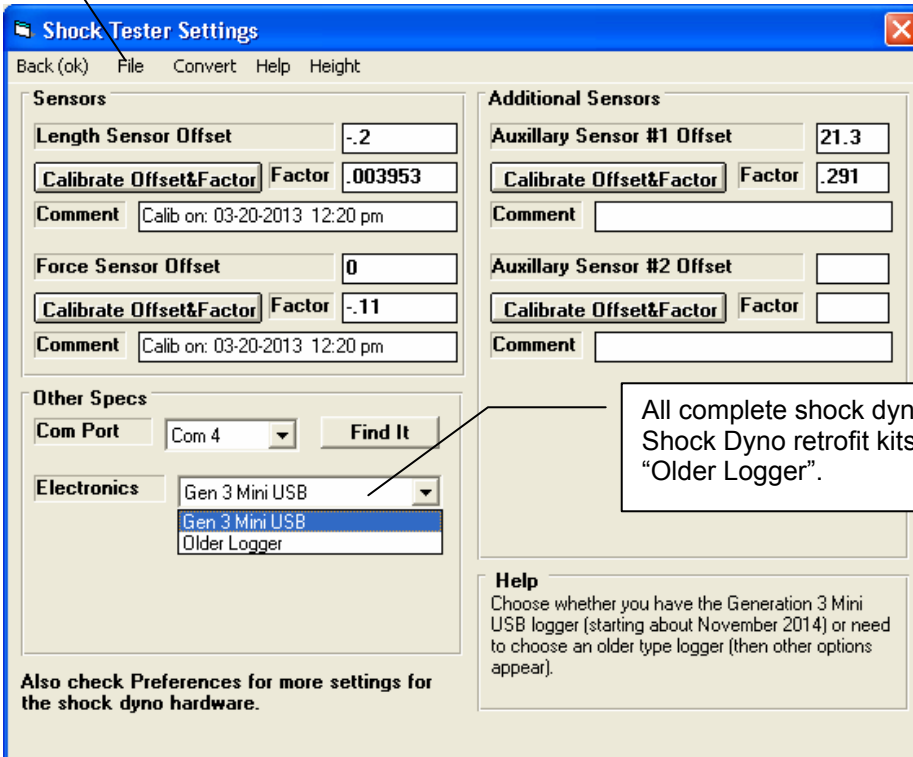 Shock Tester Settings
Back (ok) File Convert Help Height
Sensors
Length Sensor Offset -.2
Calibrate Offset&Factor Factor .003953
Comment Calib on: 03-20-2013 12:20 pm
Force Sensor Offset 0
Calibrate Offset&Factor Factor -.11
Comment Calib on: 03-20-2013 12:20 pm
Other Specs
Com Port Com 4 Find It
Electronics Gen 3 Mini USB
Gen 3 Mini USB
Older Logger
Also check Preferences for more settings for
the shock dyno hardware.
Additional Sensors
Auxillary Sensor #1 Offset 21.3
Calibrate Offset&Factor Factor .291
Comment
Auxillary Sensor #2 Offset
Calibrate Offset&Factor Factor
Comment
All complete shock dyn
Shock Dyno retrofit kits
“Older Logger”.
Help
Choose whether you have the Generation 3 Mini
USB logger (starting about November 2014) or need
to choose an older type logger (then other options
appear).